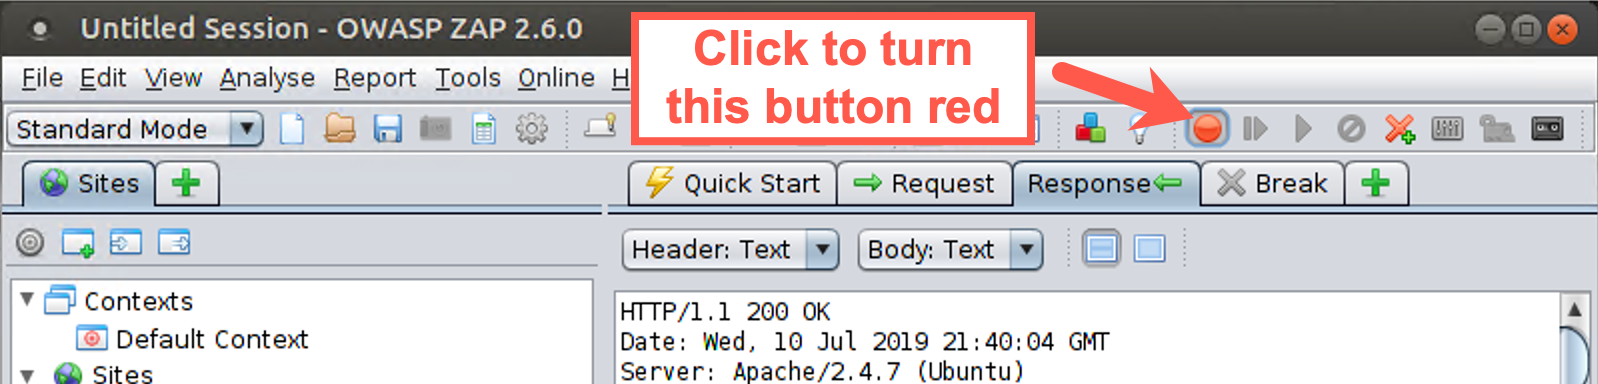 Untitled Session - OWASP ZAP 2.6.0
Click to turn
this button red
File Edit View Analyse Report Tools Online H
Standard Mode
Sites
Quick Start Request Response Break
Header: Text Body: Text
Contexts
Default Context
Sites
HTTP/1.1 200 OK
Date: Wed, 10 Jul 2019 21:40:04 GMT
Server: Apache/2.4.7 (Ubuntu)